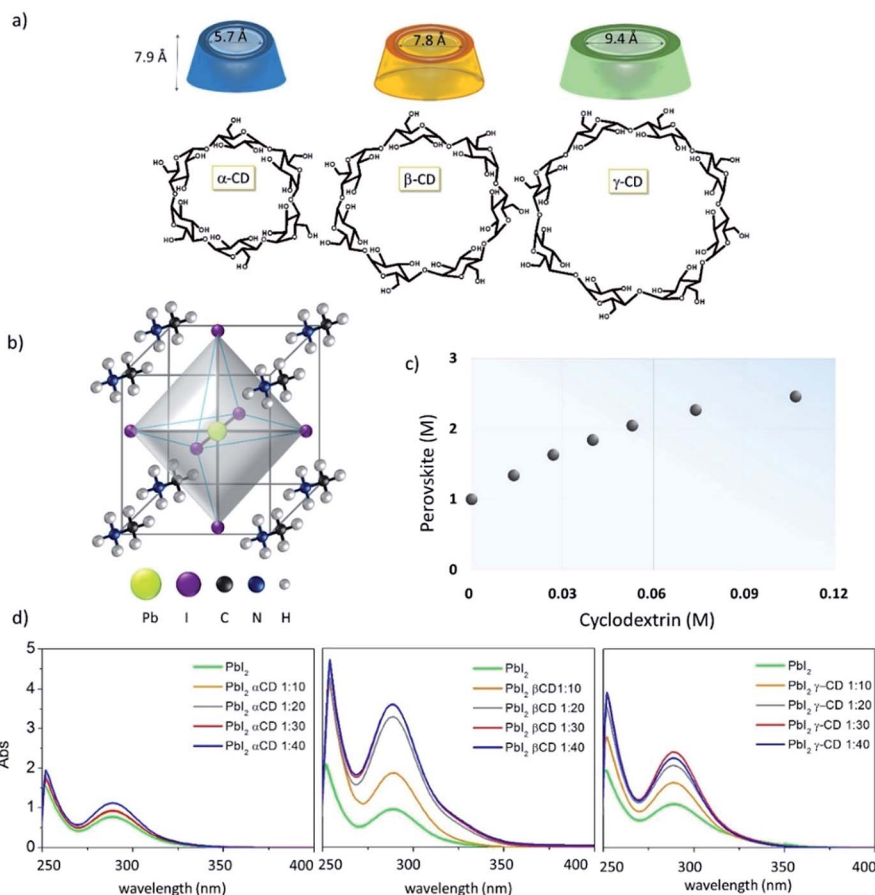 a)
5.7 Å
7.8 Å
9.4 Å
7.9 Å
α-CD
β-CD
γ-CD
b)
Pb I C N H
c)
Perovskite (M)
3
2
1
0
0 0.03 0.06 0.09 0.12
Cyclodextrin (M)
d)
Abs
5
4
3
2
1
0
PbI2
PbI2 αCD 1:10
PbI2 αCD 1:20
PbI2 αCD 1:30
PbI2 αCD 1:40
250 300 350 400
wavelength (nm)
PbI2
PbI2 βCD1:10
PbI2 βCD 1:20
PbI2 βCD 1:30
PbI2 βCD 1:40
250 300 350 400
wavelength (nm)
PbI2
PbI2 γ-CD 1:10
PbI2 γ-CD 1:20
PbI2 γ-CD 1:30
PbI2 γ-CD 1:40
250 300 350 400
wavelength (nm)